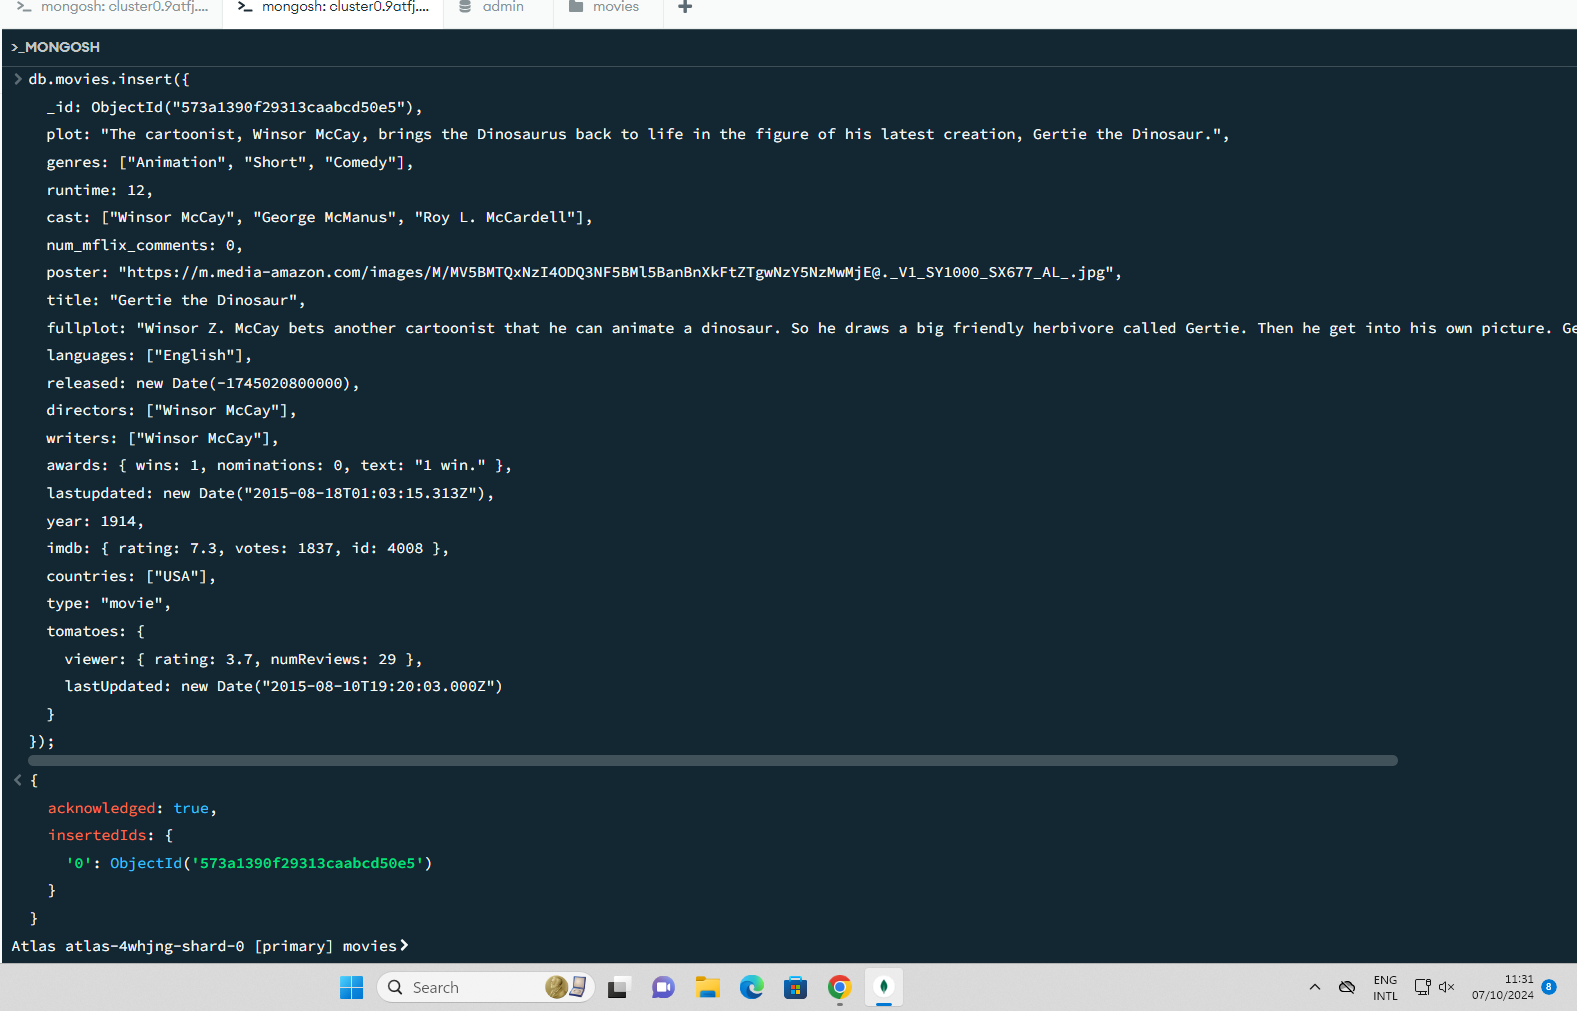 mongosh: cluster0.9atfj.... mongosh: cluster0.9atfj.... admin movies
>_MONGOSH
db.movies.insert({
_id: ObjectId("573a1390f29313caabcd50e5"),
plot: "The cartoonist, Winsor McCay, brings the Dinosaurus back to life in the figure of his latest creation, Gertie the Dinosaur.",
genres: ["Animation", "Short", "Comedy"],
runtime: 12,
cast: ["Winsor McCay", "George McManus", "Roy L. McCardell"],
num_mflix_comments: 0,
poster: "https://m.media-amazon.com/images/M/MV5BMTQxNzI4ODQ3NF5BMl5BanBnXkFtZTgwNzY5NzMwMjE@._V1_SY1000_SX677_AL_.jpg",
title: "Gertie the Dinosaur",
fullplot: "Winsor Z. McCay bets another cartoonist that he can animate a dinosaur. So he draws a big friendly herbivore called Gertie. Then he get into his own picture. Ge
languages: ["English"],
released: new Date(-1745020800000),
directors: ["Winsor McCay"],
writers: ["Winsor McCay"],
awards: { wins: 1, nominations: 0, text: "1 win." },
lastupdated: new Date("2015-08-18T01:03:15.313Z"),
year: 1914,
imdb: { rating: 7.3, votes: 1837, id: 4008 },
countries: ["USA"],
type: "movie",
tomatoes: {
viewer: { rating: 3.7, numReviews: 29 },
lastUpdated: new Date("2015-08-10T19:20:03.000Z")
}
});
{
acknowledged: true,
insertedIds: {
'0': ObjectId('573a1390f29313caabcd50e5')
}
}
Atlas atlas-4whjng-shard-0 [primary] movies>
Search
ENG
INTL
11:31
07/10/2024
8